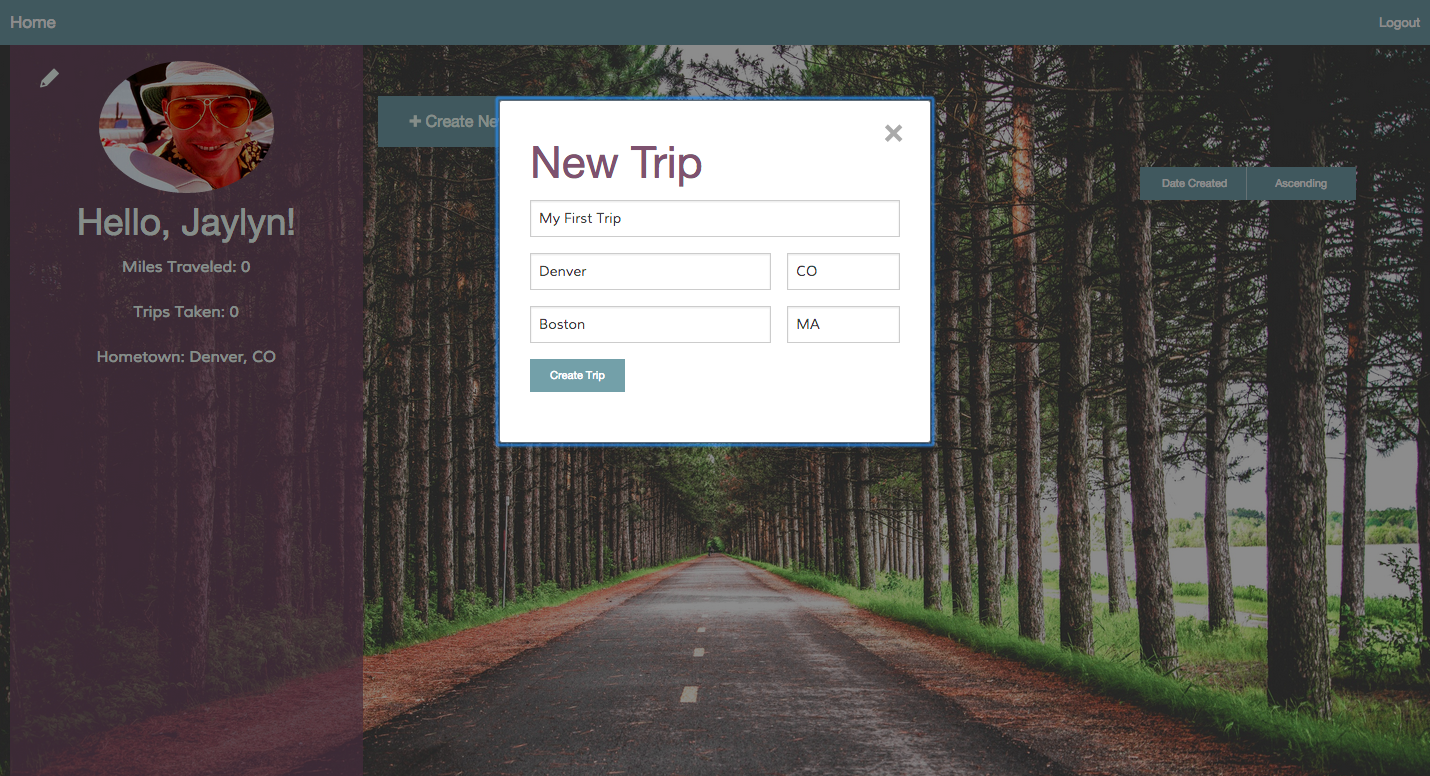 Home
Logout
Hello, Jaylyn!
Miles Traveled: 0
Trips Taken: 0
Hometown: Denver, CO
+ Create
New Trip
My First Trip
Denver CO
Boston MA
Create Trip
Date Created Ascending